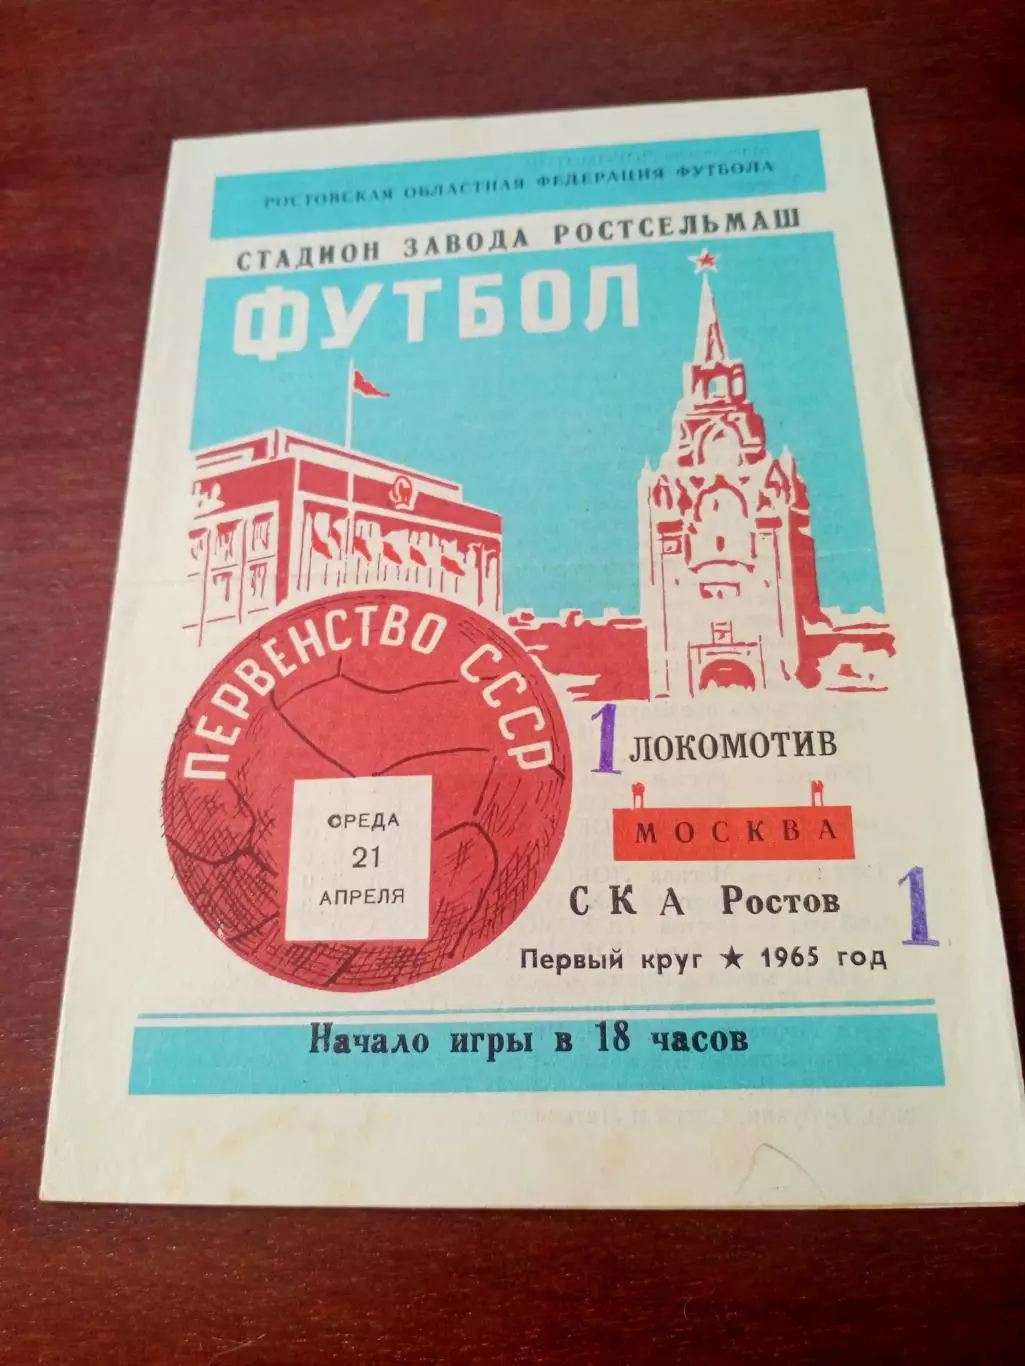 РОСТОВСКАЯ ОБЛАСТНАЯ ФЕДЕРАЦИЯ ФУТБОЛА
СТАДИОН ЗАВОДА РОСТСЕЛЬМАШ
ФУТБОЛ
ПЕРВЕНСТВО СССР
СРЕДА
21
АПРЕЛЯ
1 ЛОКОМОТИВ
МОСКВА
СКА Ростов 1
Первый круг ★ 1965 год
Начало игры в 18 часов